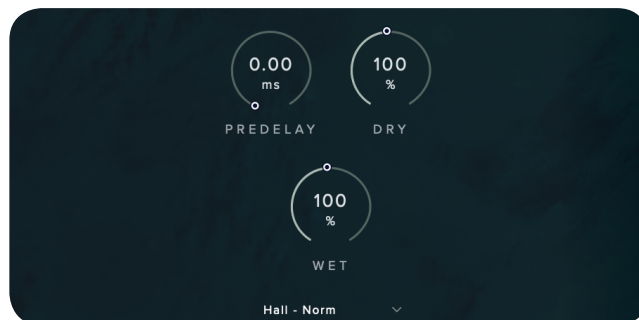 0.00 100
ms %
PREDELAY DRY
100
%
WET
Hall - Norm